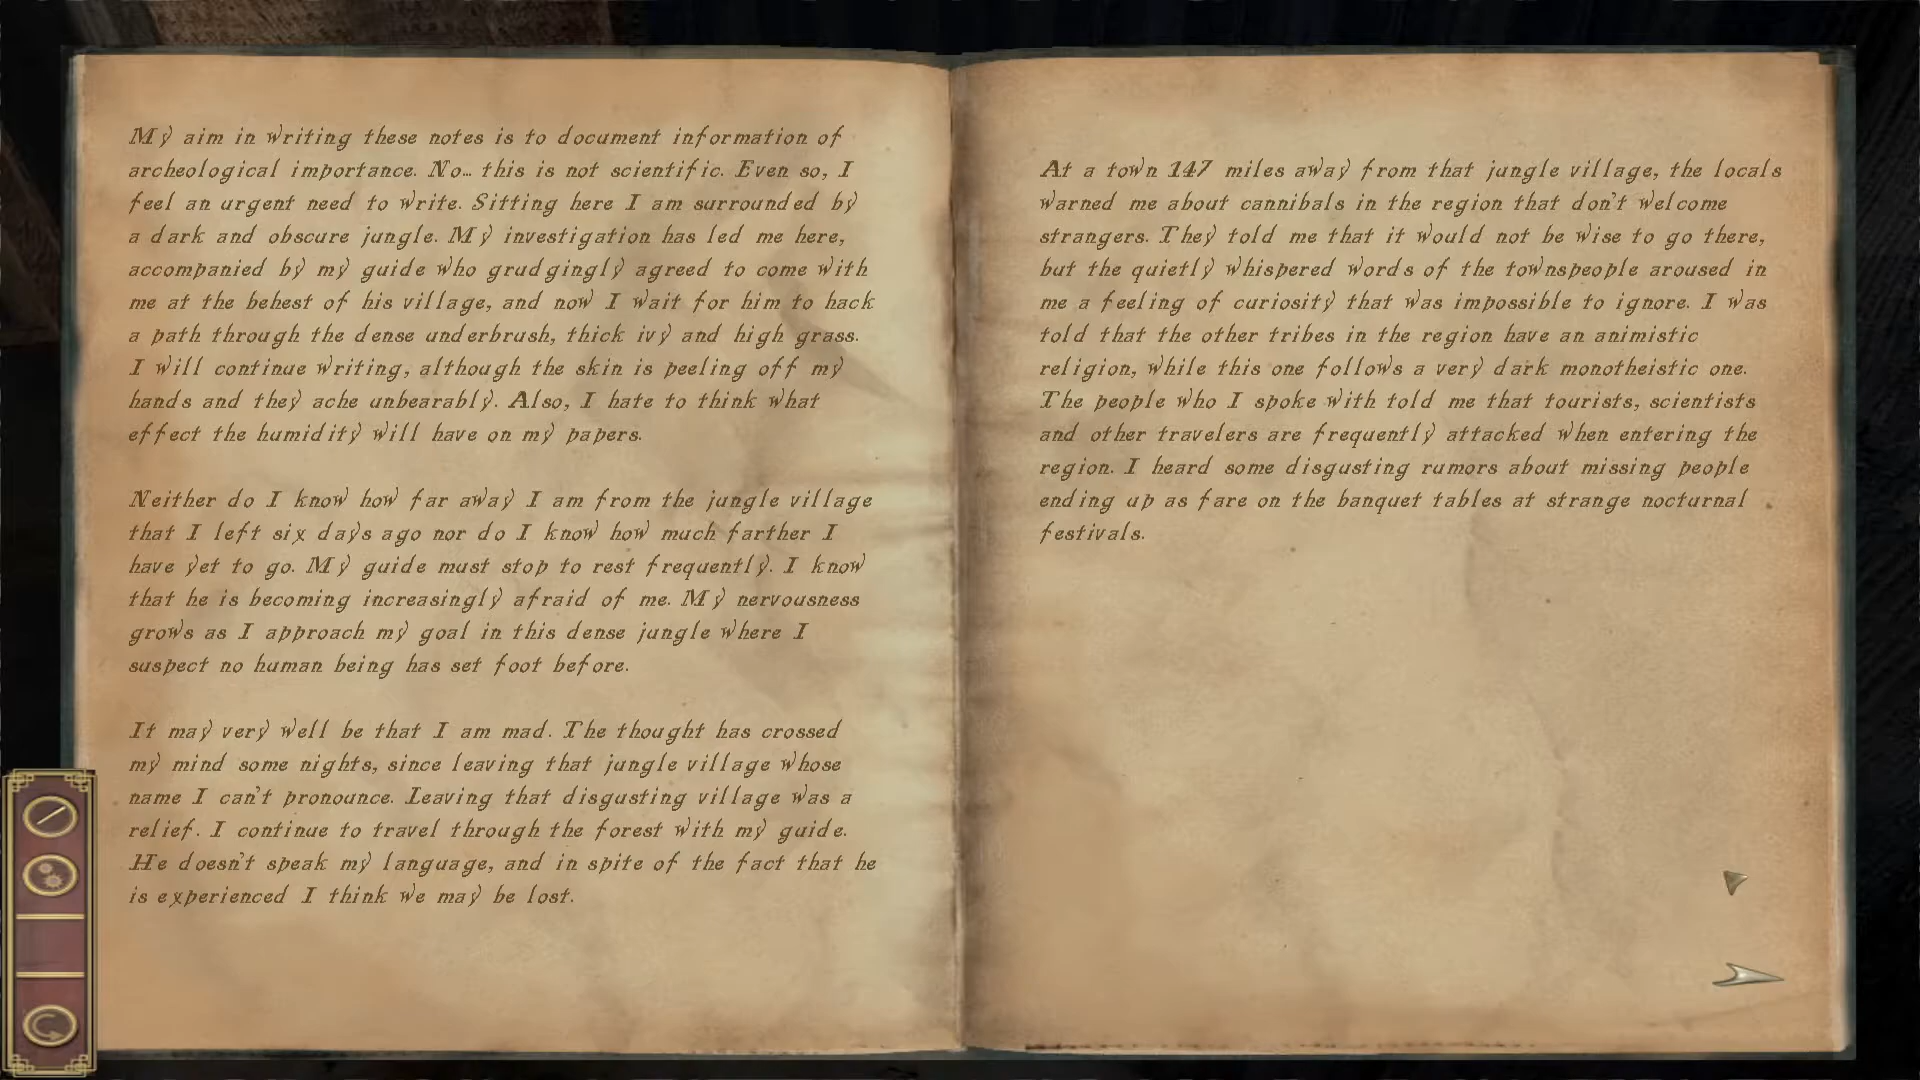 My aim in writing these notes is to document information of
archeological importance. No... this is not scientific. Even so, I
feel an urgent need to write. Sitting here I am surrounded by
a dark and obscure jungle. My investigation has led me here,
accompanied by my guide who grudgingly agreed to come with
me at the behest of his village, and now I wait for him to hack
a path through the dense underbrush, thick ivy and high grass.
I will continue writing, although the skin is peeling off my
hands and they ache unbearably. Also, I hate to think what
effect the humidity will have on my papers.
Neither do I know how far away I am from the jungle village
that I left six days ago nor do I know how much farther I
have yet to go. My guide must stop to rest frequently. I know
that he is becoming increasingly afraid of me. My nervousness
grows as I approach my goal in this dense jungle where I
suspect no human being has set foot before.
It may very well be that I am mad. The thought has crossed
my mind some nights, since leaving that jungle village whose
name I can't pronounce. Leaving that disgusting village was a
relief. I continue to travel through the forest with my guide.
He doesn't speak my language, and in spite of the fact that he
is experienced I think we may be lost.
At a town 147 miles away from that jungle village, the locals
warned me about cannibals in the region that don't welcome
strangers. They told me that it would not be wise to go there,
but the quietly whispered words of the townspeople aroused in
me a feeling of curiosity that was impossible to ignore. I was
told that the other tribes in the region have an animistic
religion, while this one follows a very dark monotheistic one.
The people who I spoke with told me that tourists, scientists
and other travelers are frequently attacked when entering the
region. I heard some disgusting rumors about missing people
ending up as fare on the banquet tables at strange nocturnal
festivals.